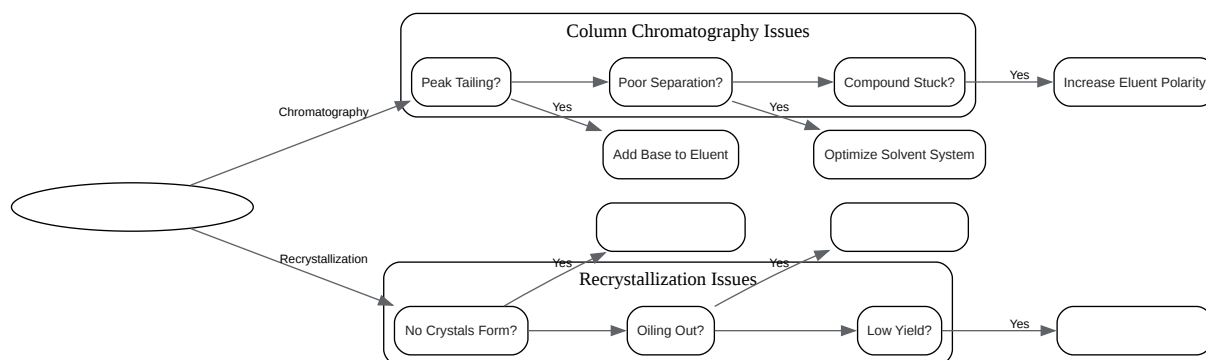 Column Chromatography Issues
Peak Tailing?
Poor Separation?
Compound Stuck?
Yes
Increase Eluent Polarity
Chromatography
Yes
Yes
Add Base to Eluent
Optimize Solvent System
Recrystallization
Yes
Yes
Recrystallization Issues
No Crystals Form?
Oiling Out?
Low Yield?
Yes